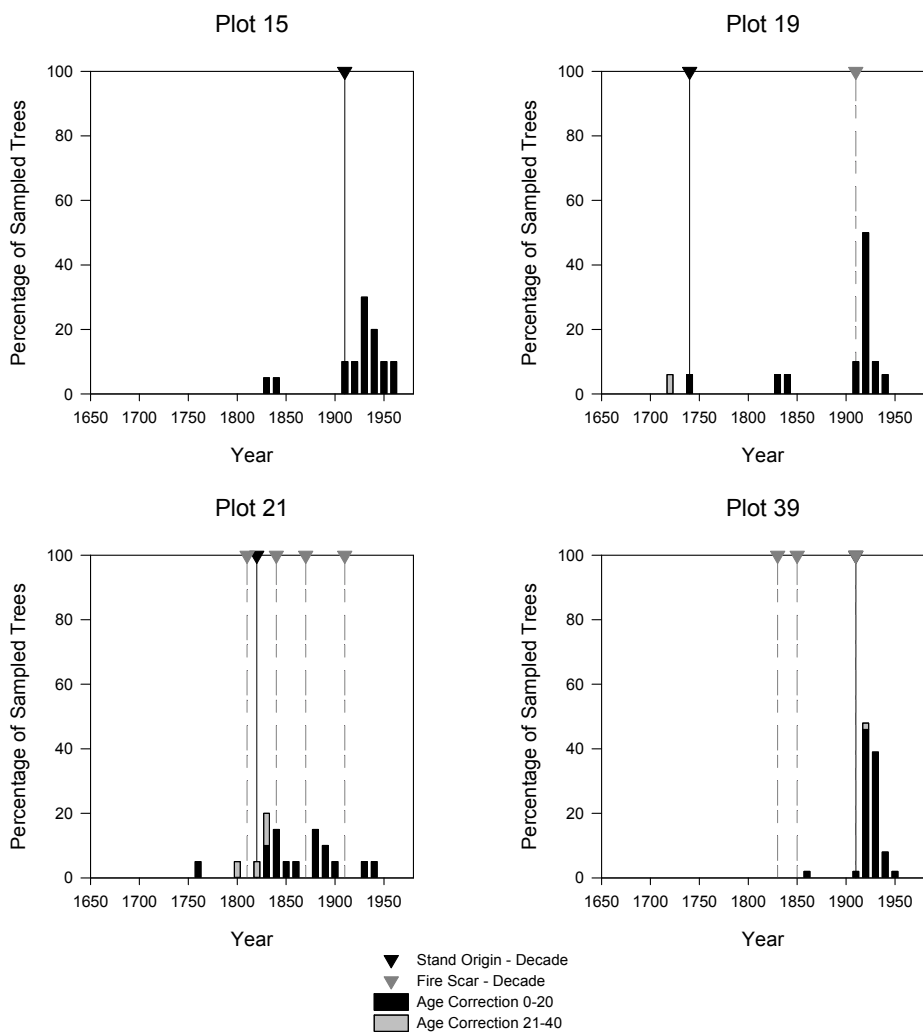 Plot 15
Plot 19
Percentage of Sampled Trees
100
80
60
40
20
0
1650 1700 1750 1800 1850 1900 1950
Year
Percentage of Sampled Trees
100
80
60
40
20
0
1650 1700 1750 1800 1850 1900 1950
Year
Plot 21
Plot 39
Percentage of Sampled Trees
100
80
60
40
20
0
1650 1700 1750 1800 1850 1900 1950
Year
Percentage of Sampled Trees
100
80
60
40
20
0
1650 1700 1750 1800 1850 1900 1950
Year
Stand Origin - Decade
Fire Scar - Decade
Age Correction 0-20
Age Correction 21-40